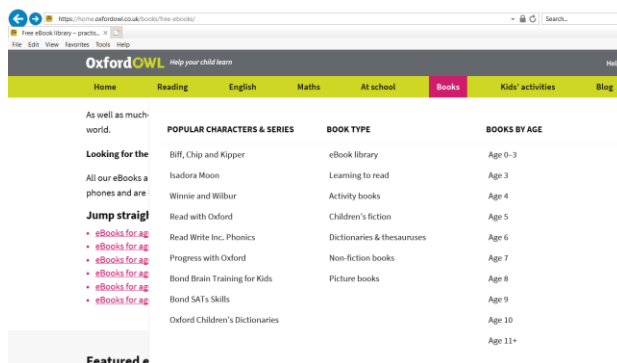 https://home.oxfordowl.co.uk/books/free-ebooks/
Search...
Free eBook library – practis...
File Edit View Favorites Tools Help
OxfordOWL Help your child learn
Home Reading English Maths At school Books Kids' activities Blog
As well as much
world.
Looking for the
All our eBooks a
phones and are
Jump straigh
eBooks for ag
eBooks for ag
eBooks for ag
eBooks for ag
eBooks for ag
eBooks for ag
Featured e
POPULAR CHARACTERS & SERIES
Biff, Chip and Kipper
Isadora Moon
Winnie and Wilbur
Read with Oxford
Read Write Inc. Phonics
Progress with Oxford
Bond Brain Training for Kids
Bond SATs Skills
Oxford Children's Dictionaries
BOOK TYPE
eBook library
Learning to read
Activity books
Children's fiction
Dictionaries & thesauruses
Non-fiction books
Picture books
BOOKS BY AGE
Age 0–3
Age 3
Age 4
Age 5
Age 6
Age 7
Age 8
Age 9
Age 10
Age 11+